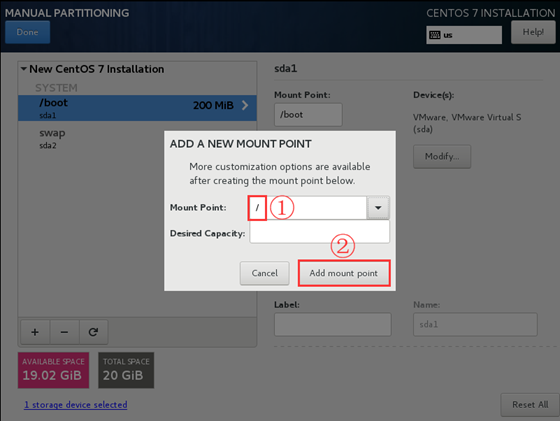 MANUAL PARTITIONING
CENTOS 7 INSTALLATION
Done
us
Help!
New CentOS 7 Installation
SYSTEM
/boot
200 MiB
sda1
swap
sda2
sda1
Mount Point:
/boot
Device(s):
VMware, VMware Virtual S
(sda)
Modify...
ADD A NEW MOUNT POINT
More customization options are available
after creating the mount point below.
Mount Point:
/
①
Desired Capacity:
②
Cancel
Add mount point
Label:
Name:
sda1
+
−
AVAILABLE SPACE
19.02 GiB
TOTAL SPACE
20 GiB
1 storage device selected
Reset All